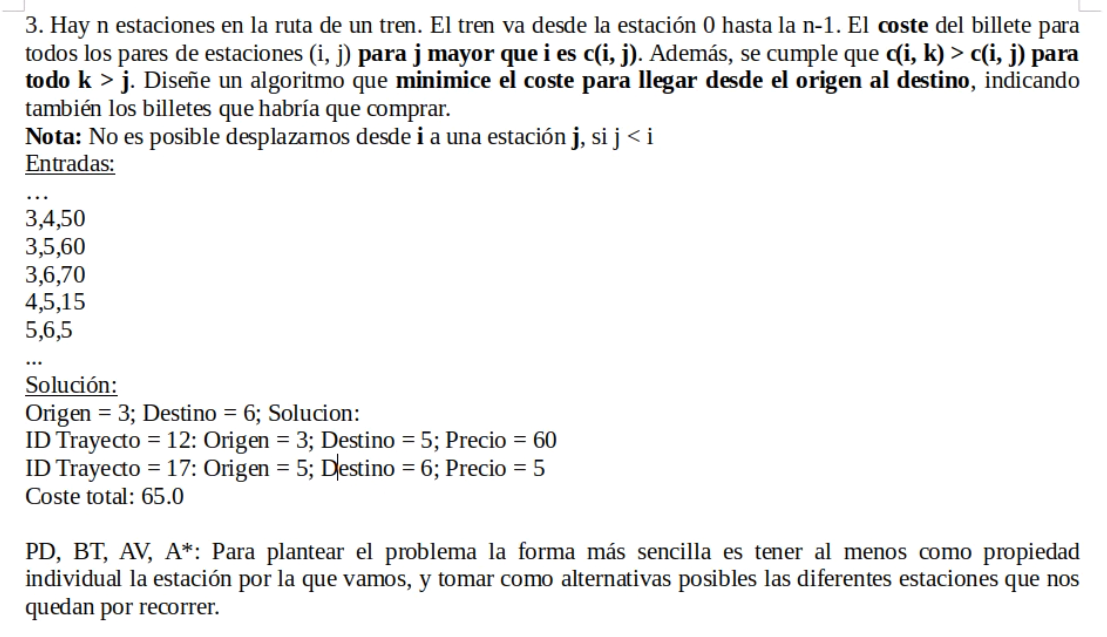 3. Hay n estaciones en la ruta de un tren. El tren va desde la estación 0 hasta la n-1. El coste del billete para
todos los pares de estaciones (i, j) para j mayor que i es c(i, j). Además, se cumple que c(i, k) > c(i, j) para
todo k > j. Diseñe un algoritmo que minimice el coste para llegar desde el origen al destino, indicando
también los billetes que habría que comprar.
Nota: No es posible desplazarnos desde i a una estación j, si j < i
Entradas:
…
3,4,50
3,5,60
3,6,70
4,5,15
5,6,5
...
Solución:
Origen = 3; Destino = 6; Solucion:
ID Trayecto = 12: Origen = 3; Destino = 5; Precio = 60
ID Trayecto = 17: Origen = 5; Destino = 6; Precio = 5
Coste total: 65.0
PD, BT, AV, A*: Para plantear el problema la forma más sencilla es tener al menos como propiedad
individual la estación por la que vamos, y tomar como alternativas posibles las diferentes estaciones que nos
quedan por recorrer.